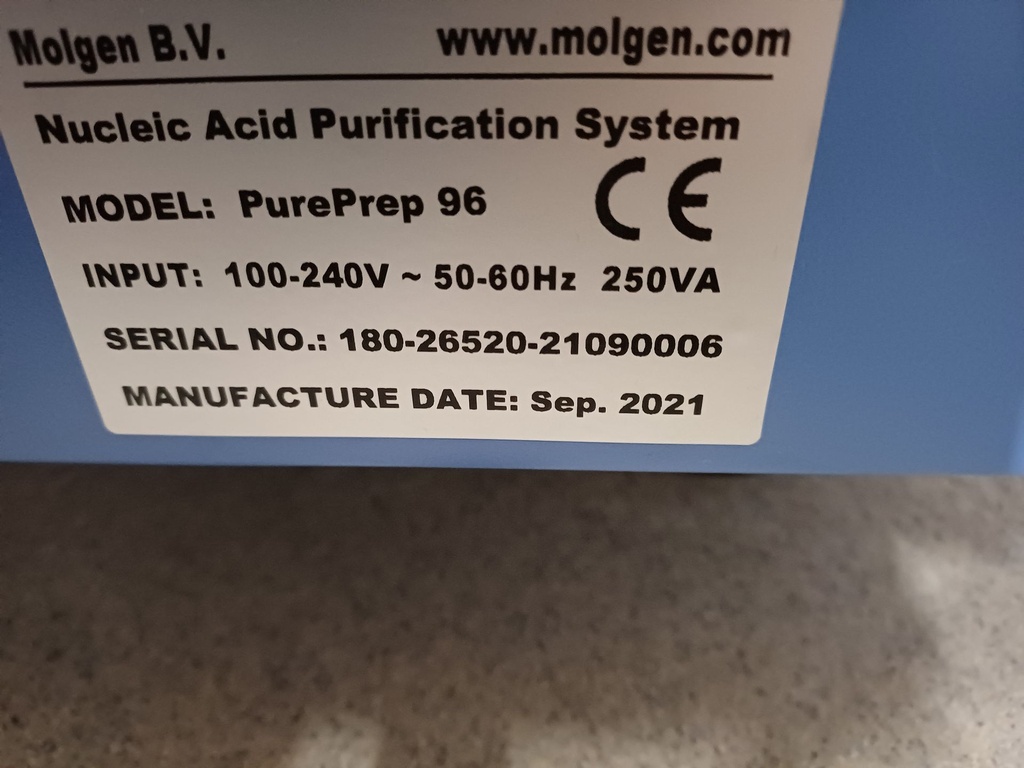 Molgen B.V. www.molgen.com
Nucleic Acid Purification System
MODEL: PurePrep 96 CE
INPUT: 100-240V ~ 50-60Hz 250VA
SERIAL NO.: 180-26520-21090006
MANUFACTURE DATE: Sep. 2021